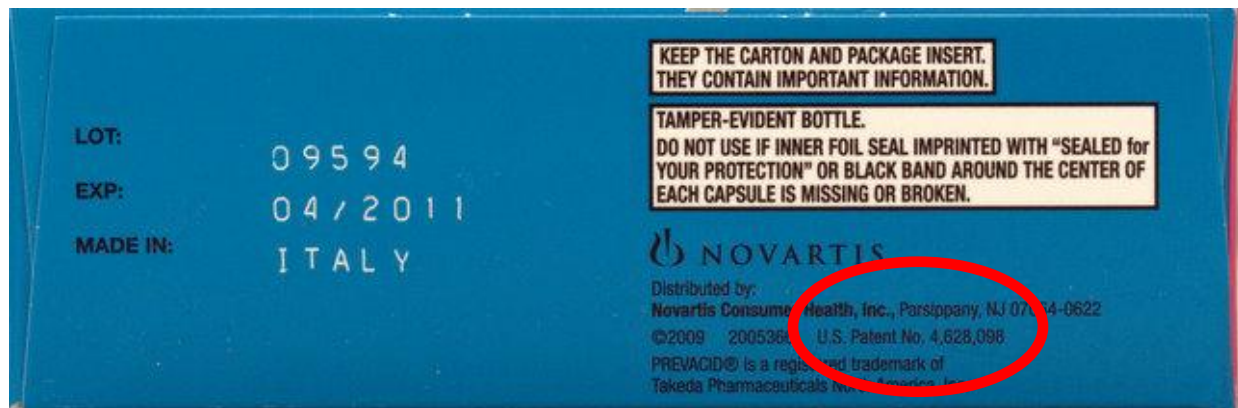 LOT:
09594
EXP:
04/2011
MADE IN:
ITALY
KEEP THE CARTON AND PACKAGE INSERT.
THEY CONTAIN IMPORTANT INFORMATION.
TAMPER-EVIDENT BOTTLE.
DO NOT USE IF INNER FOIL SEAL IMPRINTED WITH “SEALED for
YOUR PROTECTION” OR BLACK BAND AROUND THE CENTER OF
EACH CAPSULE IS MISSING OR BROKEN.
NOVARTIS
Distributed by:
Novartis Consumer Health, Inc., Parsippany, NJ
©2009 U.S. Patent No. 4,628,098
PREVACID® is a registered trademark of
Takeda Pharmaceuticals North America, Inc.